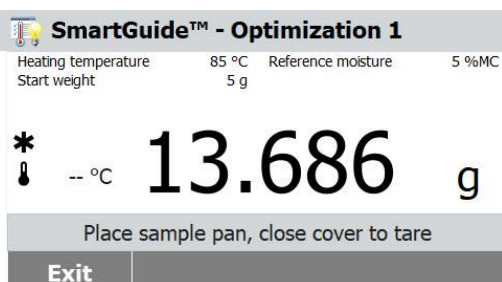 SmartGuide™ - Optimization 1
Heating temperature 85 °C Reference moisture 5 %MC
Start weight 5 g
-- °C 13.686 g
Place sample pan, close cover to tare
Exit